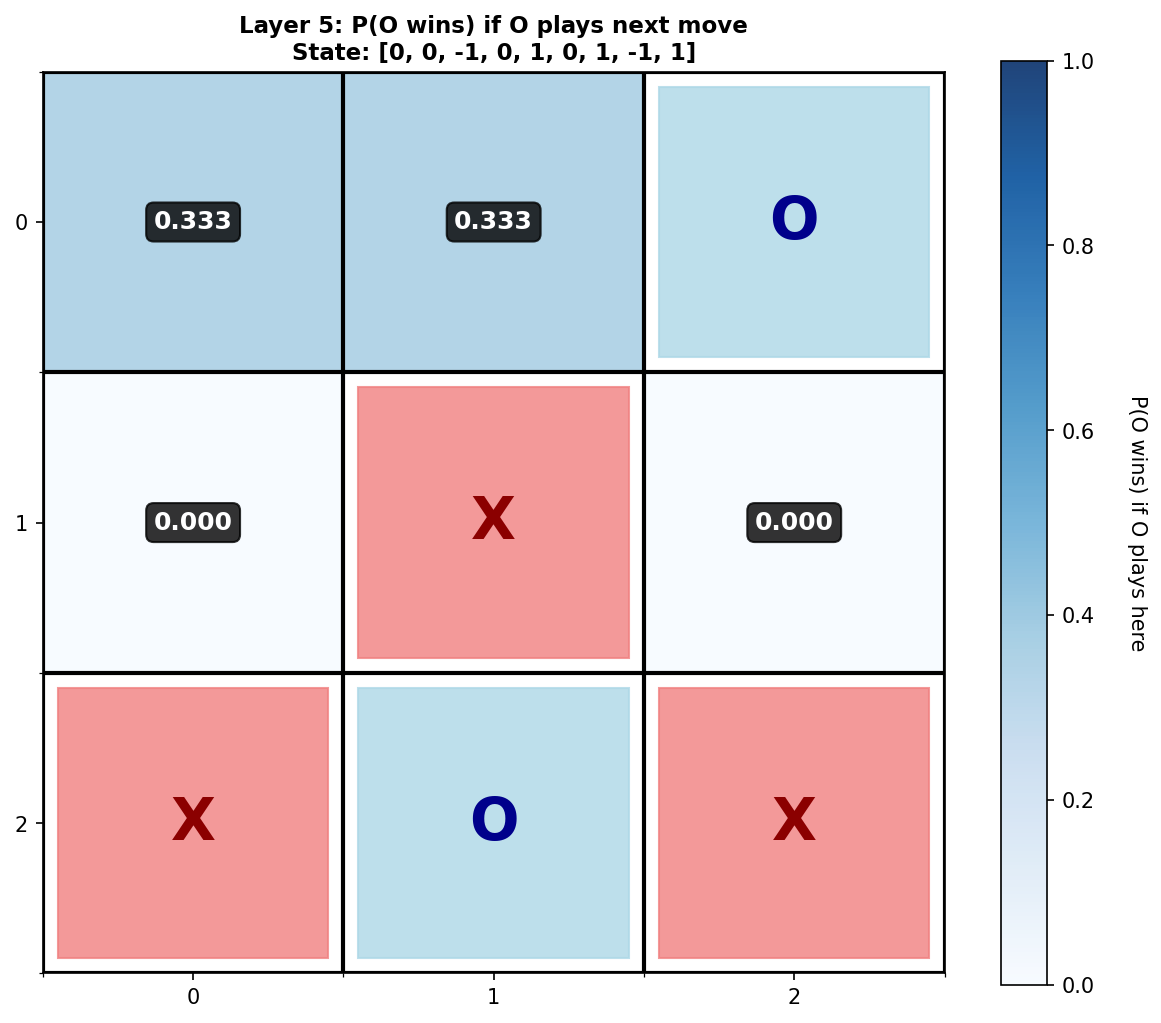 Layer 5: P(O wins) if O plays next move
State: [0, 0, -1, 0, 1, 0, 1, -1, 1]
0
0.333
0.333
O
1
0.000
X
0.000
2
X
O
X
0
1
2
1.0
0.8
0.6
0.4
0.2
0.0
P(O wins) if O plays here